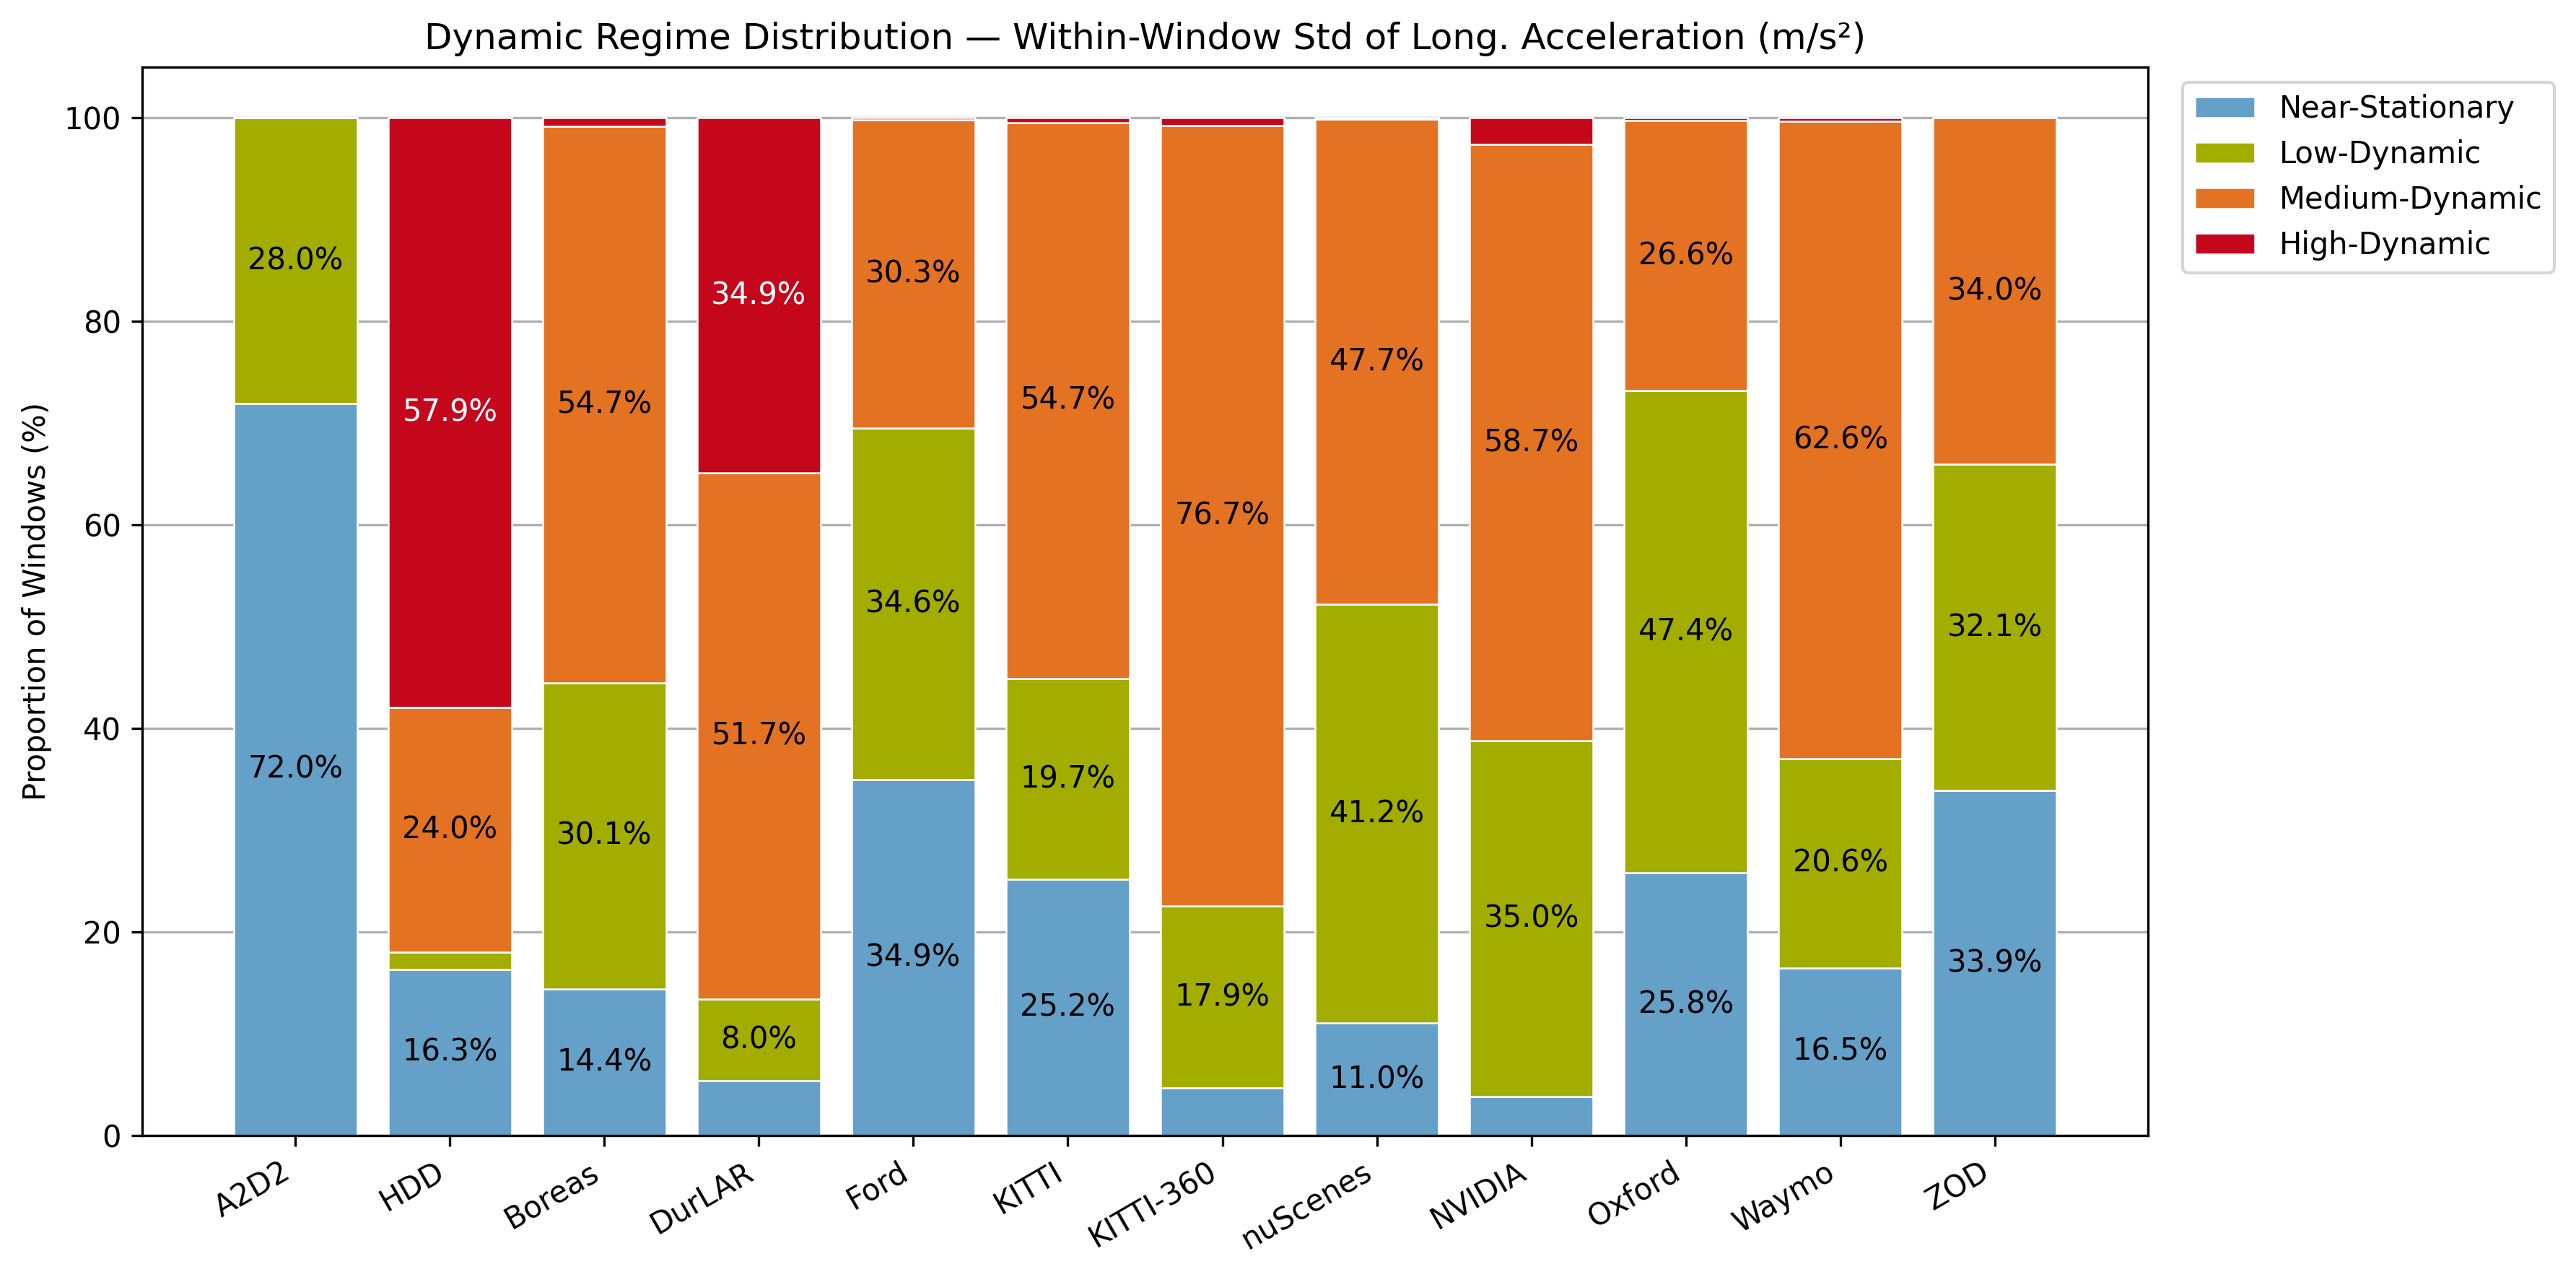 Dynamic Regime Distribution — Within-Window Std of Long. Acceleration (m/s²)
Near-Stationary
Low-Dynamic
Medium-Dynamic
High-Dynamic
Proportion of Windows (%)
100
80
60
40
20
0
28.0%
72.0%
57.9%
24.0%
16.3%
54.7%
30.1%
14.4%
34.9%
51.7%
8.0%
30.3%
34.6%
34.9%
54.7%
19.7%
25.2%
76.7%
17.9%
47.7%
41.2%
11.0%
58.7%
35.0%
26.6%
47.4%
25.8%
62.6%
20.6%
16.5%
34.0%
32.1%
33.9%
A2D2
HDD
Boreas
DurLAR
Ford
KITTI
KITTI-360
nuScenes
NVIDIA
Oxford
Waymo
ZOD